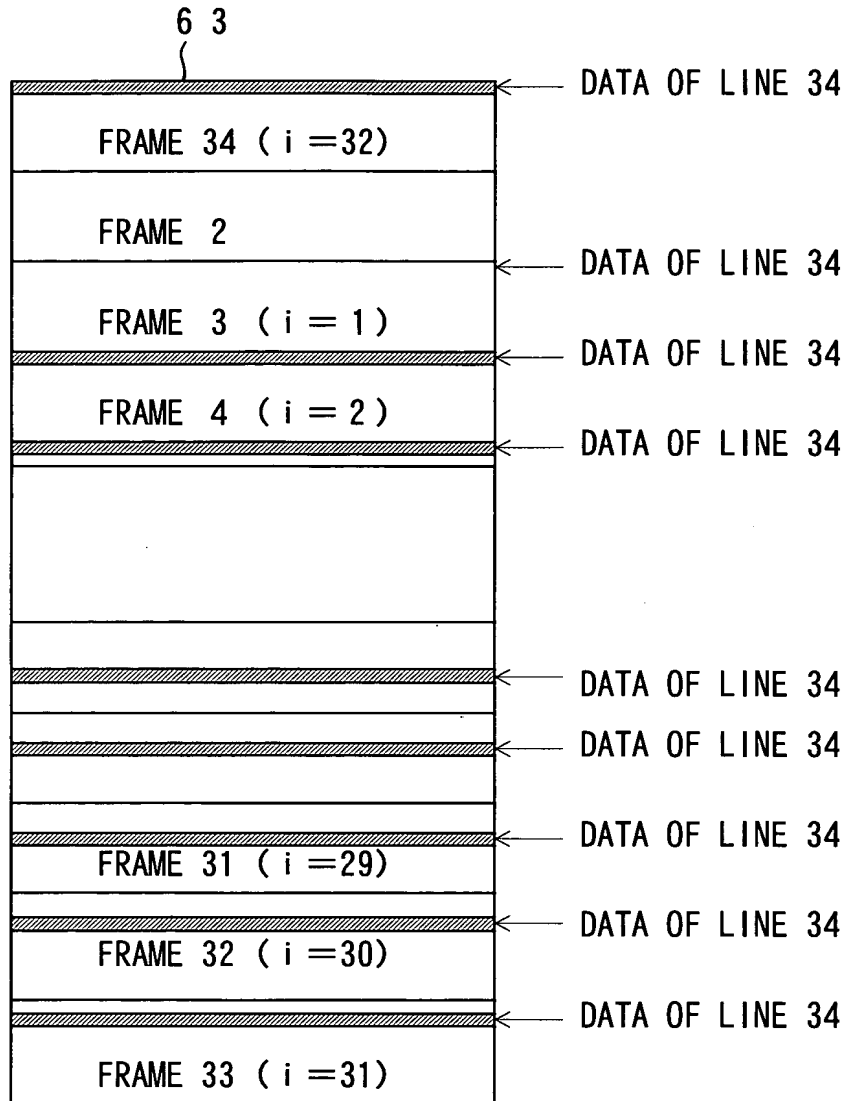 6 3
DATA OF LINE 34
FRAME 34 ( i =32)
FRAME 2
DATA OF LINE 34
FRAME 3 ( i = 1 )
DATA OF LINE 34
FRAME 4 ( i = 2 )
DATA OF LINE 34
DATA OF LINE 34
DATA OF LINE 34
DATA OF LINE 34
FRAME 31 ( i =29)
DATA OF LINE 34
FRAME 32 ( i =30)
DATA OF LINE 34
FRAME 33 ( i =31)